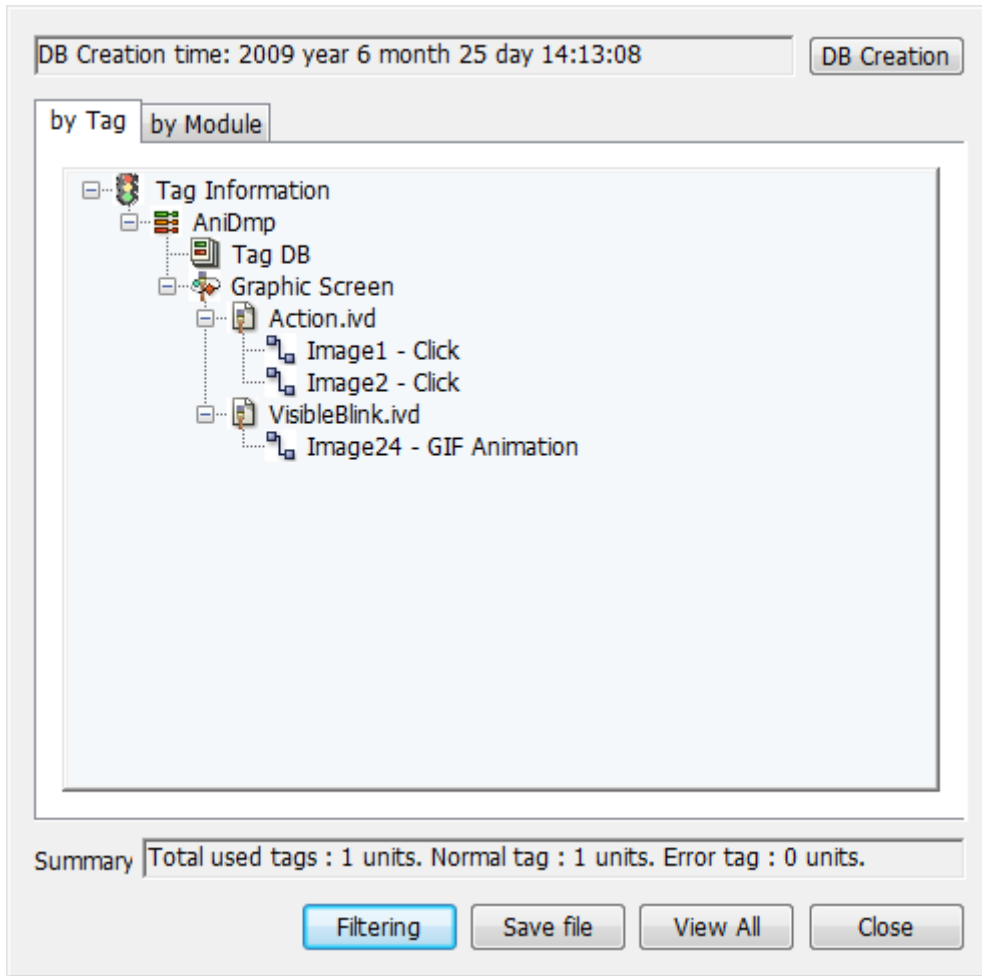 DB Creation time: 2009 year 6 month 25 day 14:13:08
DB Creation
by Tag
by Module
Tag Information
AniDmp
Tag DB
Graphic Screen
Action.ivd
Image1 - Click
Image2 - Click
VisibleBlink.ivd
Image24 - GIF Animation
Summary
Total used tags : 1 units. Normal tag : 1 units. Error tag : 0 units.
Filtering
Save file
View All
Close